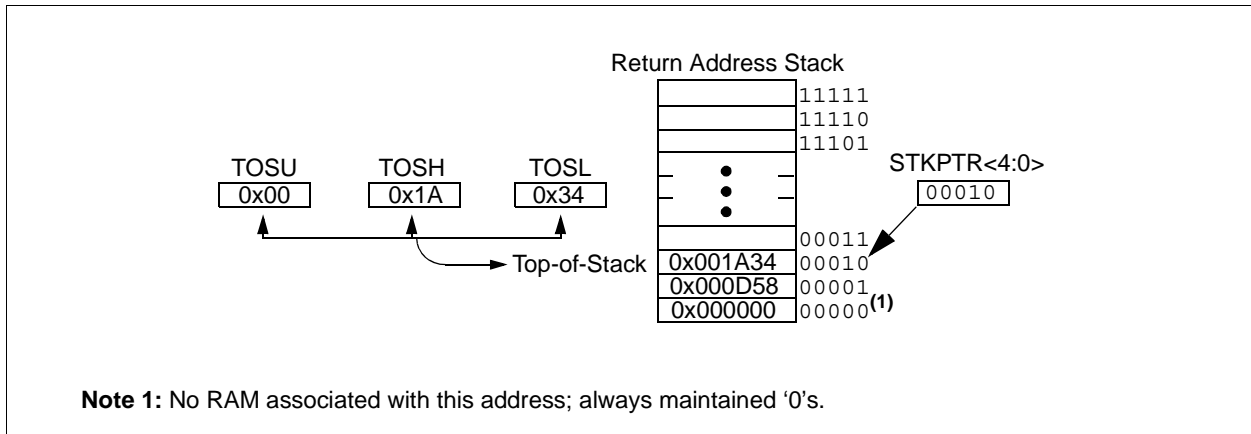 Return Address Stack
11111
11110
11101
TOSU TOSH TOSL STKPTR<4:0>
0x00 0x1A 0x34 00010
00011
Top-of-Stack 0x001A34 00010
0x000D58 00001
0x000000 00000(1)
Note 1: No RAM associated with this address; always maintained ‘0’s.